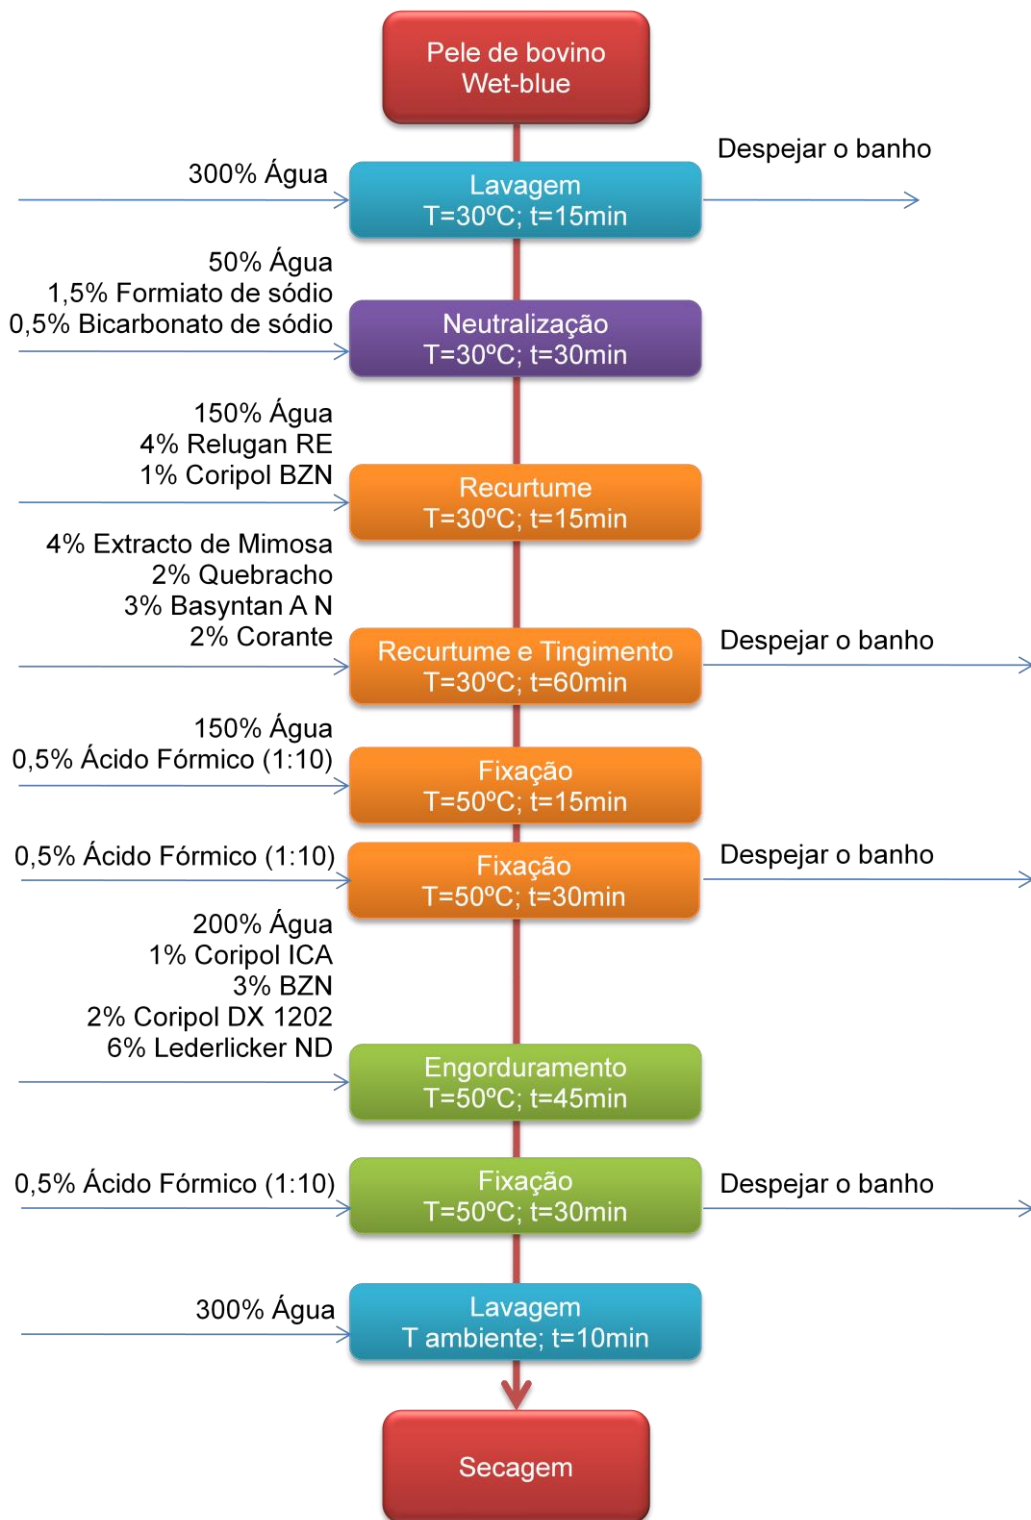 Pele de bovino
Wet-blue
Despejar o banho
300% Água
Lavagem
T=30ºC; t=15min
50% Água
1,5% Formiato de sódio
0,5% Bicarbonato de sódio
Neutralização
T=30ºC; t=30min
150% Água
4% Relugan RE
1% Coripol BZN
Recurtume
T=30ºC; t=15min
4% Extracto de Mimosa
2% Quebracho
3% Basyntan A N
2% Corante
Recurtume e Tingimento
T=30ºC; t=60min
Despejar o banho
150% Água
0,5% Ácido Fórmico (1:10)
Fixação
T=50ºC; t=15min
0,5% Ácido Fórmico (1:10)
Fixação
T=50ºC; t=30min
Despejar o banho
200% Água
1% Coripol ICA
3% BZN
2% Coripol DX 1202
6% Lederlicker ND
Engorduramento
T=50ºC; t=45min
0,5% Ácido Fórmico (1:10)
Fixação
T=50ºC; t=30min
Despejar o banho
300% Água
Lavagem
T ambiente; t=10min
Secagem